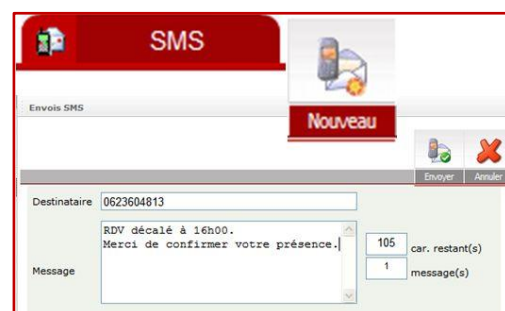 SMS
Nouveau
Envois SMS
Envoyer Annuler
Destinataire 0623604813
RDV décalé à 16h00.
Merci de confirmer votre présence.
Message
105 car. restant(s)
1 message(s)